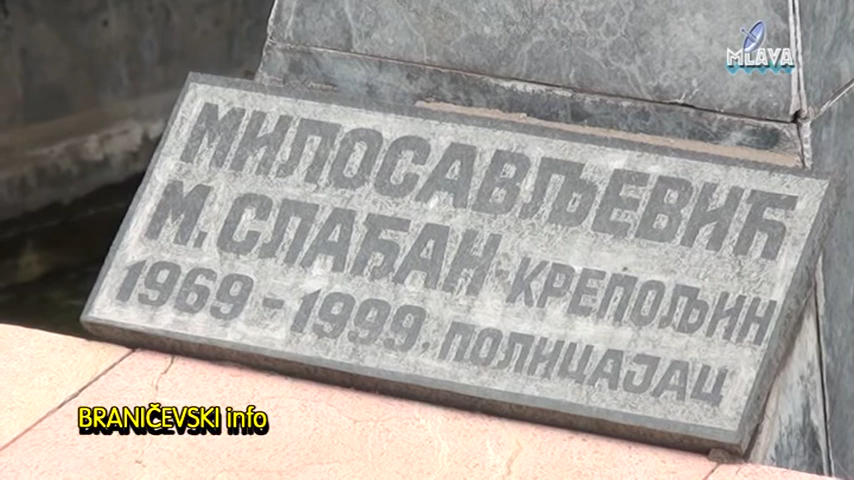 MLAVA
МИЛОСАВЉЕВИЋ
М. СЛАЂАН КРЕПОЉИН
1969 - 1999. ПОЛИЦАЈАЦ
BRANIČEVSKI info